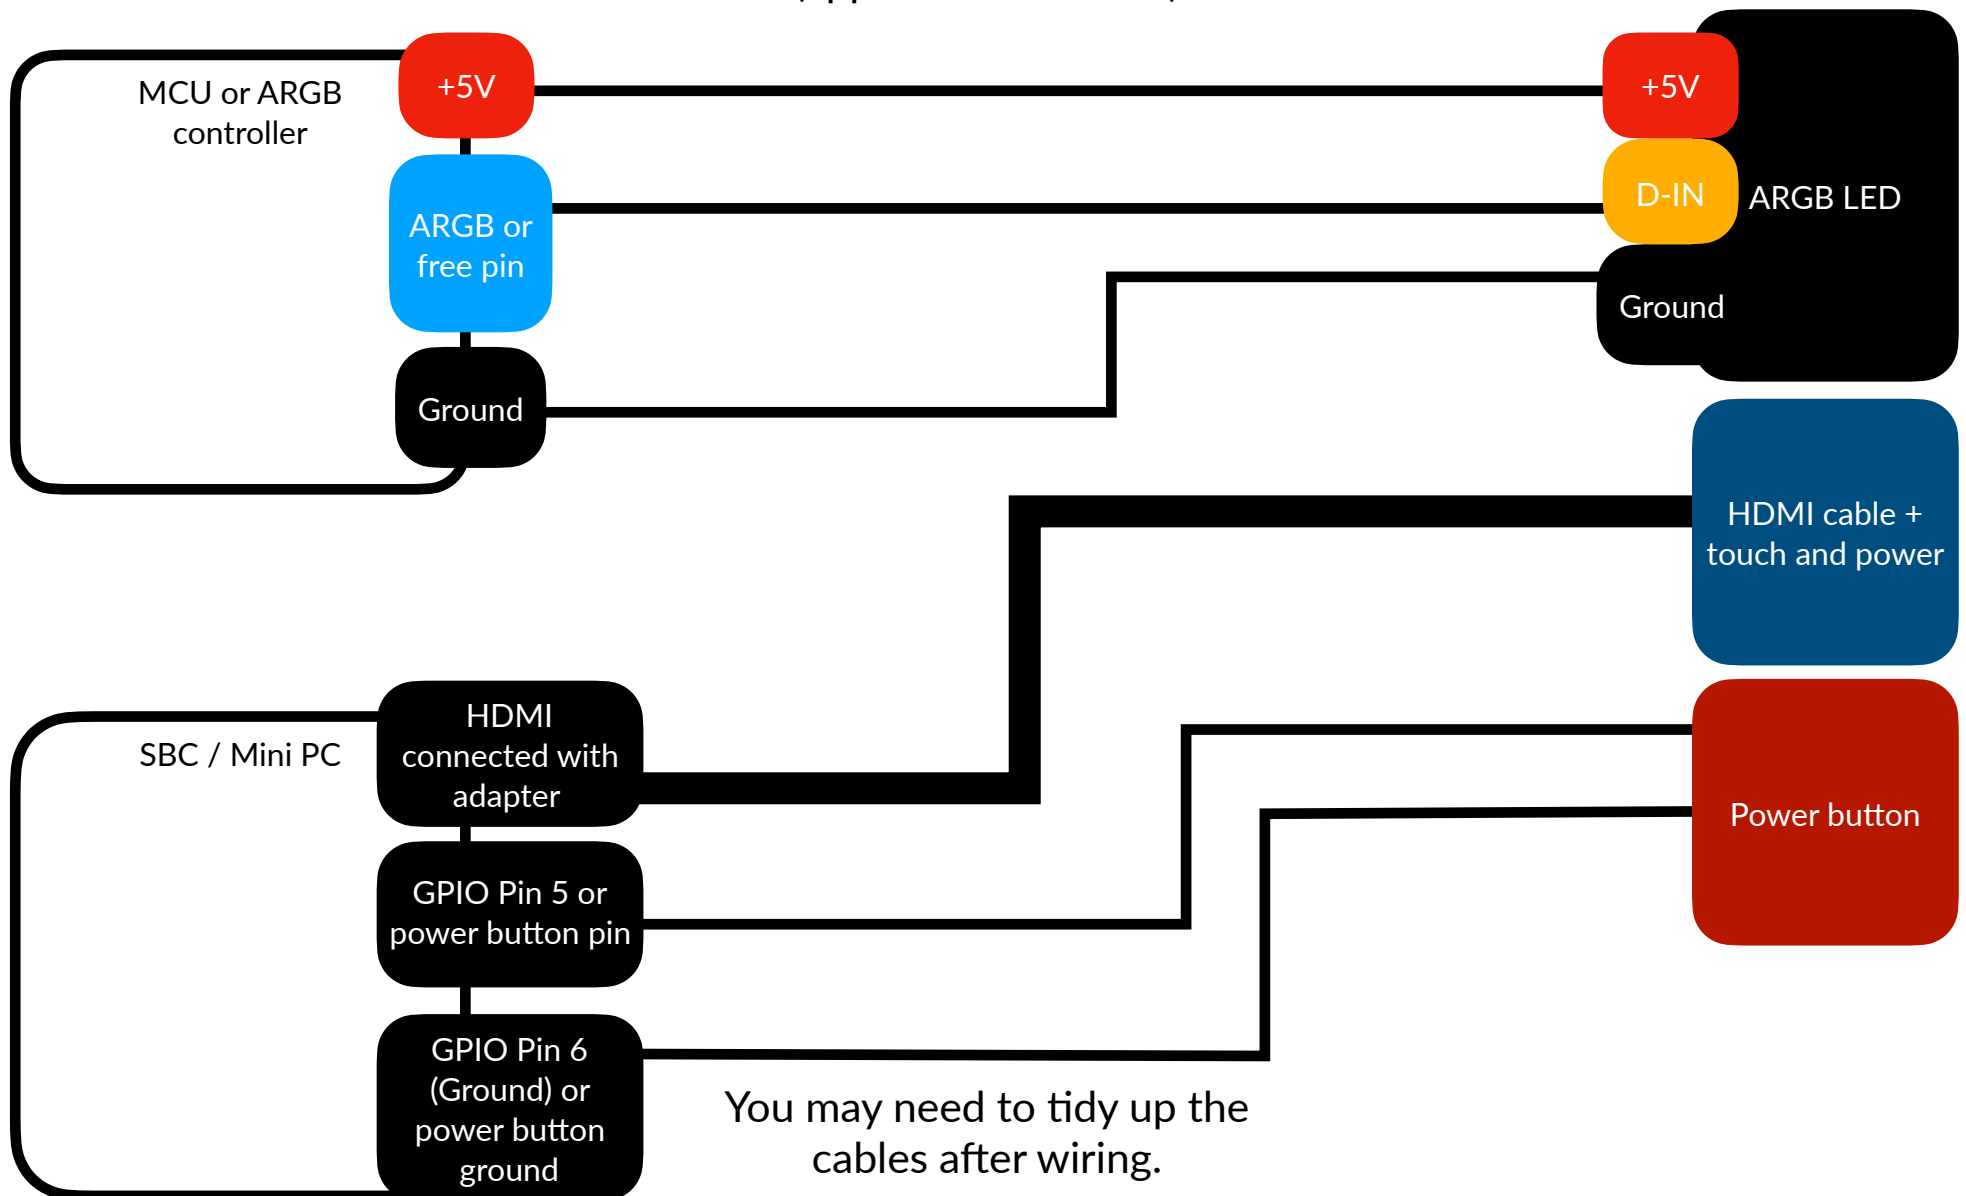 MCU or ARGB
controller
+5V
ARGB or
free pin
Ground
+5V
D-IN
ARGB LED
Ground
HDMI cable +
touch and power
SBC / Mini PC
HDMI
connected with
adapter
GPIO Pin 5 or
power button pin
GPIO Pin 6
(Ground) or
power button
ground
Power button
You may need to tidy up the
cables after wiring.